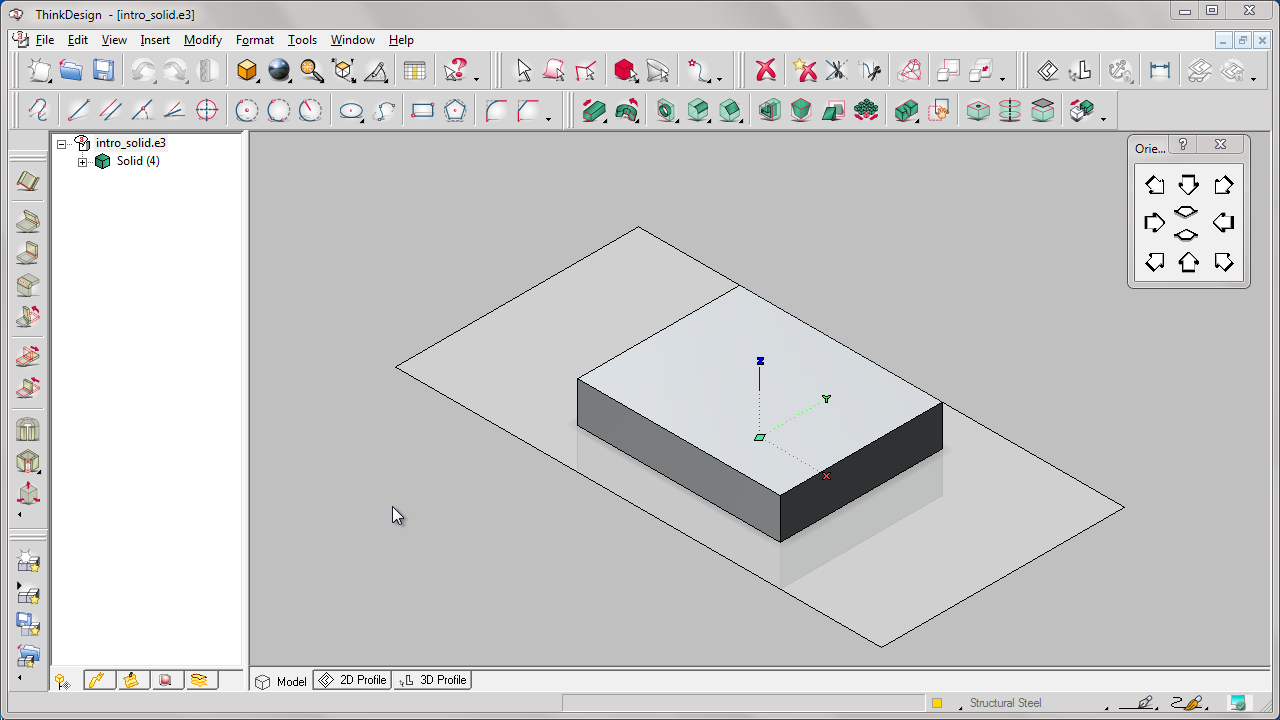 ThinkDesign - [intro_solid.e3]
File Edit View Insert Modify Format Tools Window Help
intro_solid.e3
Solid (4)
Orie...
Z
Y
X
Model 2D Profile 3D Profile
Structural Steel